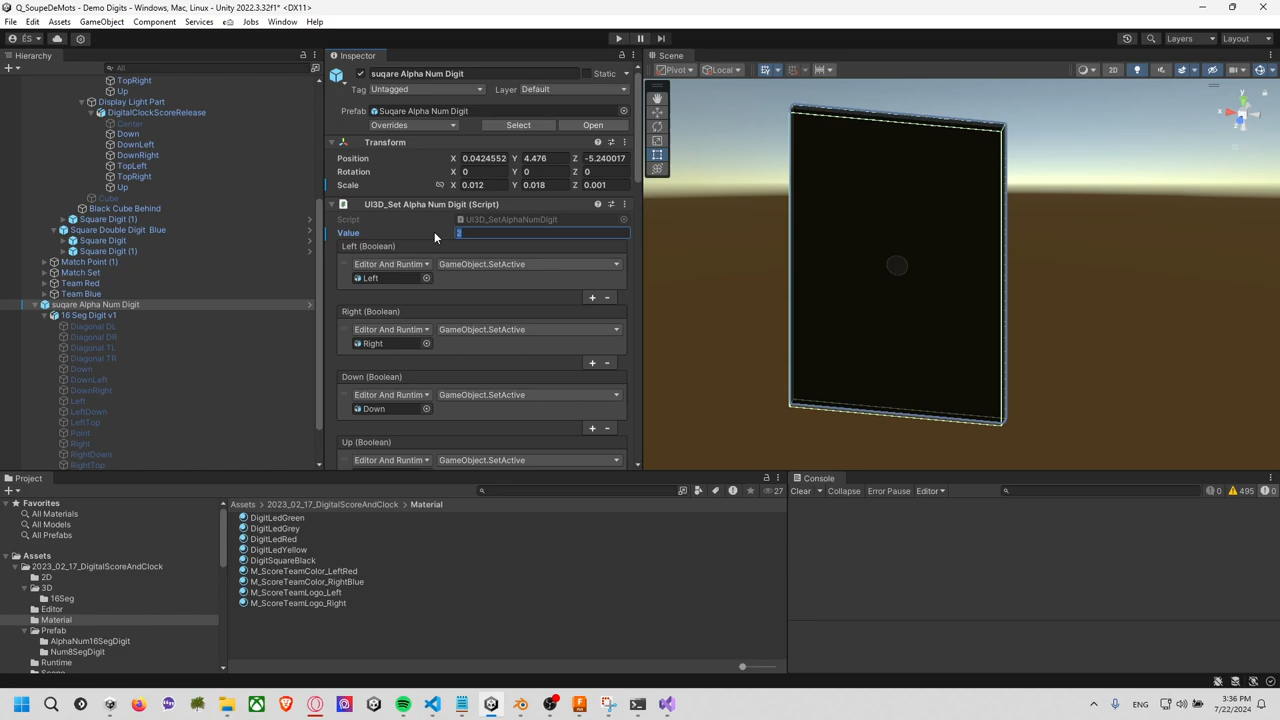 Q_SoupeDeMots - Demo Digits - Windows, Mac, Linux - Unity 2022.3.32f1* <DX11>
File Edit Assets GameObject Component Services Jobs Window Help
ÉS
Layers Layout
Hierarchy
All
TopRight
Up
Display Light Part
DigitalClockScoreRelease
Center
Down
DownLeft
DownRight
TopLeft
TopRight
Up
Cube
Black Cube Behind
Square Digit (1)
Square Double Digit Blue
Square Digit
Square Digit (1)
Match Point (1)
Match Set
Team Red
Team Blue
suqare Alpha Num Digit
16 Seg Digit v1
Diagonal DL
Diagonal DR
Diagonal TL
Diagonal TR
Down
DownLeft
DownRight
Left
LeftDown
LeftTop
Point
Right
RightDown
RightTop
Inspector
suqare Alpha Num Digit Static
Tag Untagged Layer Default
Prefab Suqare Alpha Num Digit
Overrides Select Open
Transform
Position X 0.0424552 Y 4.476 Z -5.240017
Rotation X 0 Y 0 Z 0
Scale X 0.012 Y 0.018 Z 0.001
UI3D_Set Alpha Num Digit (Script)
Script UI3D_SetAlphaNumDigit
Value
Left (Boolean)
Editor And Runtim GameObject.SetActive
Left
+ -
Right (Boolean)
Editor And Runtim GameObject.SetActive
Right
+ -
Down (Boolean)
Editor And Runtim GameObject.SetActive
Down
+ -
Up (Boolean)
Editor And Runtim GameObject.SetActive
Scene
Pivot Local 2D
y
x
z
Project
27
Favorites
All Materials
All Models
All Prefabs
Assets
2023_02_17_DigitalScoreAndClock
2D
3D
16Seg
Editor
Material
Prefab
AlphaNum16SegDigit
Num8SegDigit
Runtime
Scene
Assets > 2023_02_17_DigitalScoreAndClock > Material
DigitLedGreen
DigitLedGrey
DigitLedRed
DigitLedYellow
DigitSquareBlack
M_ScoreTeamColor_LeftRed
M_ScoreTeamColor_RightBlue
M_ScoreTeamLogo_Left
M_ScoreTeamLogo_Right
Console
Clear Collapse Error Pause Editor 0 495 0
ENG 3:36 PM
7/22/2024